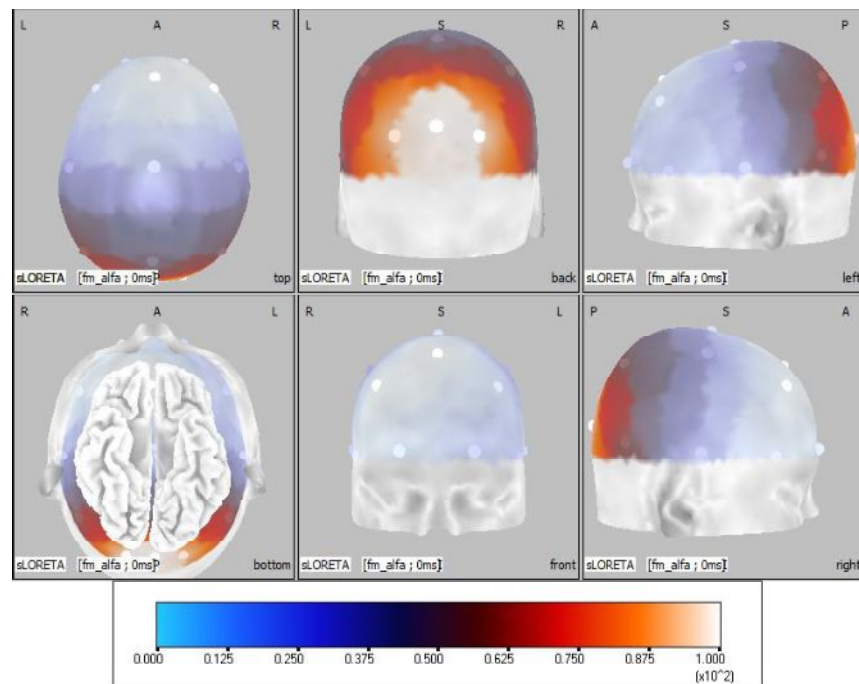 L A R
L S R
A S P
sLORETA [fm_alfa ; 0ms]P top
sLORETA [fm_alfa ; 0ms]I back
sLORETA [fm_alfa ; 0ms]I left
R A L
R S L
P S A
sLORETA [fm_alfa ; 0ms]P bottom
sLORETA [fm_alfa ; 0ms]I front
sLORETA [fm_alfa ; 0ms]I right
0.000 0.125 0.250 0.375 0.500 0.625 0.750 0.875 1.000
(x10^2)